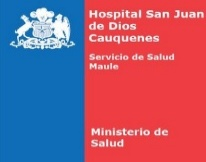 Hospital San Juan
de Dios
Cauquenes
Servicio de Salud
Maule
Ministerio de
Salud